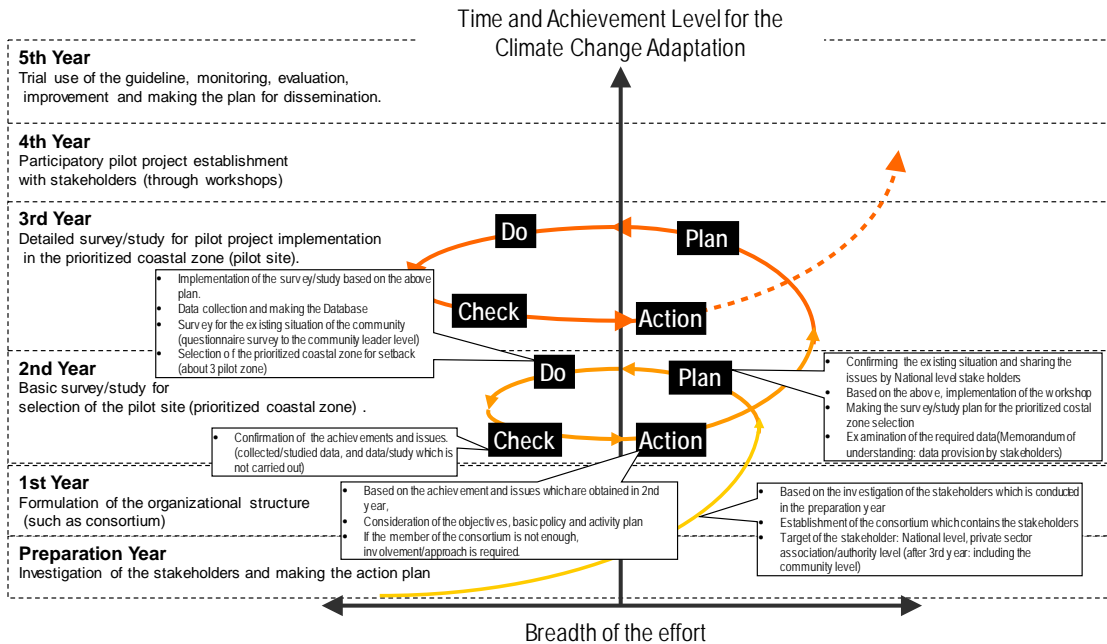 Time and Achievement Level for the
Climate Change Adaptation
5th Year
Trial use of the guideline, monitoring, evaluation,
improvement and making the plan for dissemination.
4th Year
Participatory pilot project establishment
with stakeholders (through workshops)
3rd Year
Detailed survey/study for pilot project implementation
in the prioritized coastal zone (pilot site).
Do
Plan
Check
Action
• Implementation of the survey/study based on the above
plan.
• Data collection and making the Database
• Survey for the existing situation of the community
(questionnaire survey to the community leader level)
• Selection of the prioritized coastal zone for setback
(about 3 pilot zone)
2nd Year
Basic survey/study for
selection of the pilot site (prioritized coastal zone) .
Do
Plan
Check
Action
• Confirming the existing situation and sharing the
issues by National level stake holders
• Based on the above, implementation of the workshop
• Making the survey/study plan for the prioritized costal
zone selection
• Examination of the required data(Memorandum of
understanding: data provision by stakeholders)
• Confirmation of the achievements and issues.
(collected/studied data, and data/study which is
not carried out)
1st Year
Formulation of the organizational structure
(such as consortium)
• Based on the achievement and issues which are obtained in 2nd
year,
• Consideration of the objectives, basic policy and activity plan
• If the member of the consortium is not enough,
involvement/approach is required.
• Based on the investigation of the stakeholders which is conducted
in the preparation year
• Establishment of the consortium which contains the stakeholders
• Target of the stakeholder: National level, private sector
association/authority level (after 3rd year: including the
community level)
Preparation Year
Investigation of the stakeholders and making the action plan
Breadth of the effort